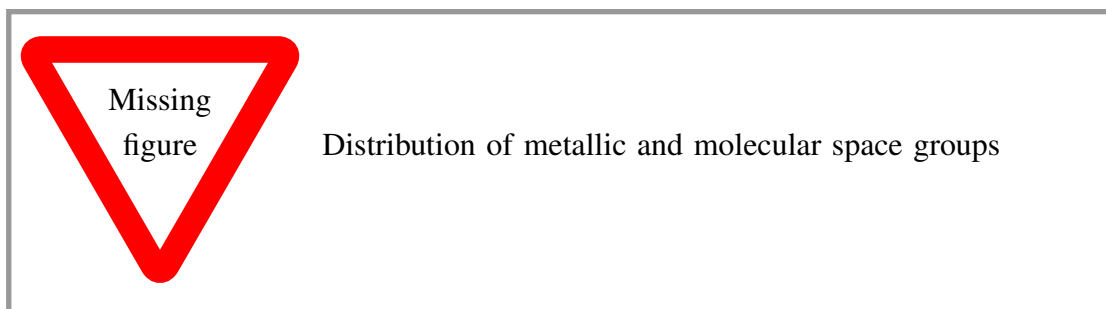 Missing
figure
Distribution of metallic and molecular space groups